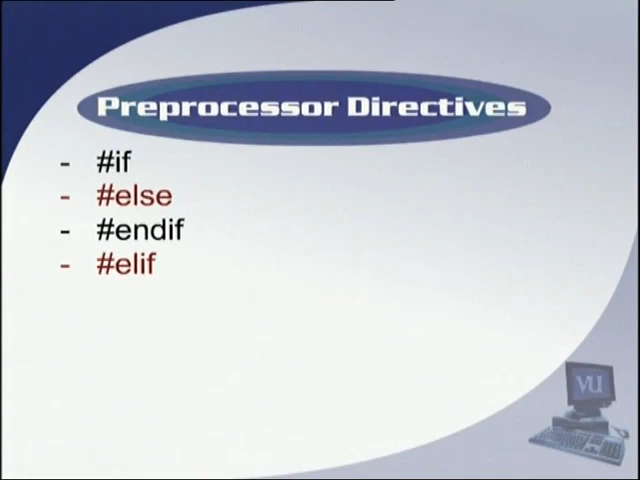 Preprocessor Directives
- #if
- #else
- #endif
- #elif
VU